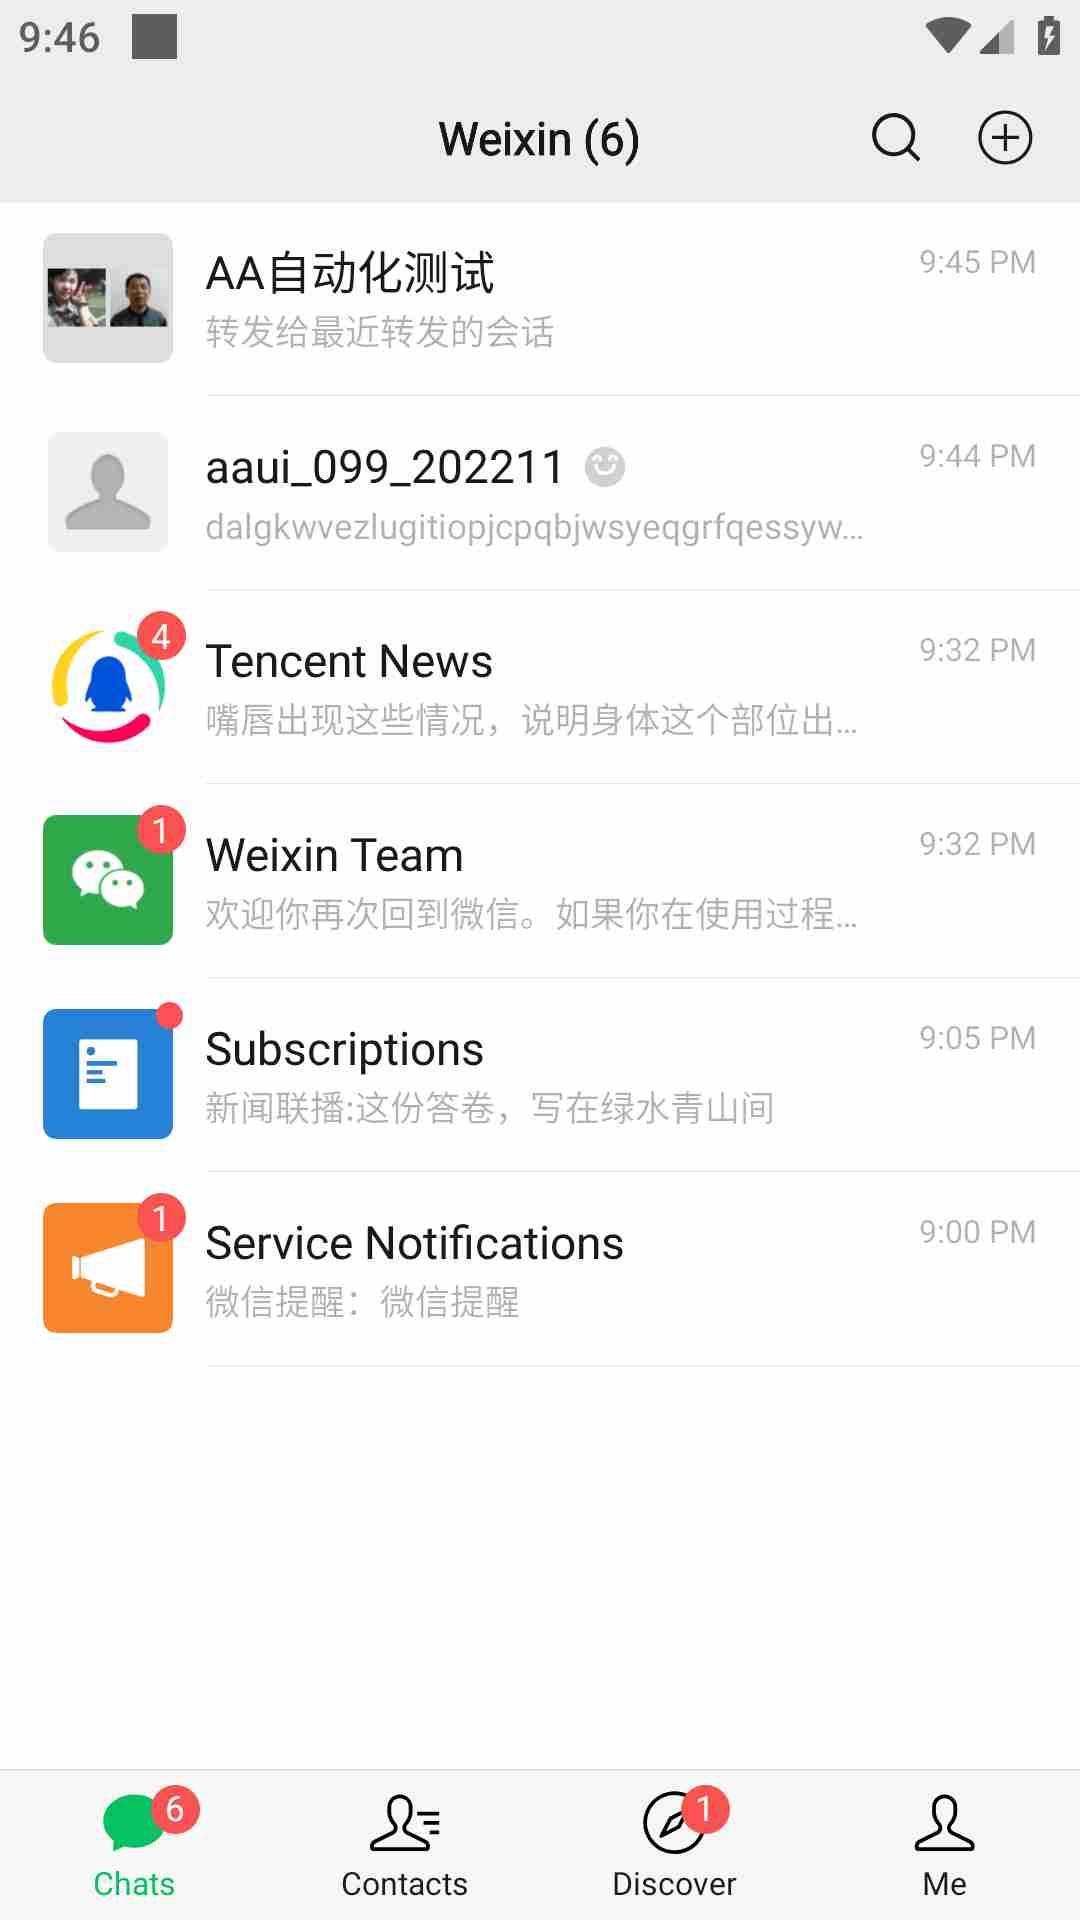 9:46
Weixin (6)
AA自动化测试
9:45 PM
转发给最近转发的会话
aaui_099_202211
9:44 PM
dalgkwvezlugitiopjcpqbjwsyeqgrfqessyw...
4
Tencent News
9:32 PM
嘴唇出现这些情况，说明身体这个部位出...
1
Weixin Team
9:32 PM
欢迎你再次回到微信。如果你在使用过程...
Subscriptions
9:05 PM
新闻联播:这份答卷，写在绿水青山间
1
Service Notifications
9:00 PM
微信提醒：微信提醒
6
1
Chats
Contacts
Discover
Me